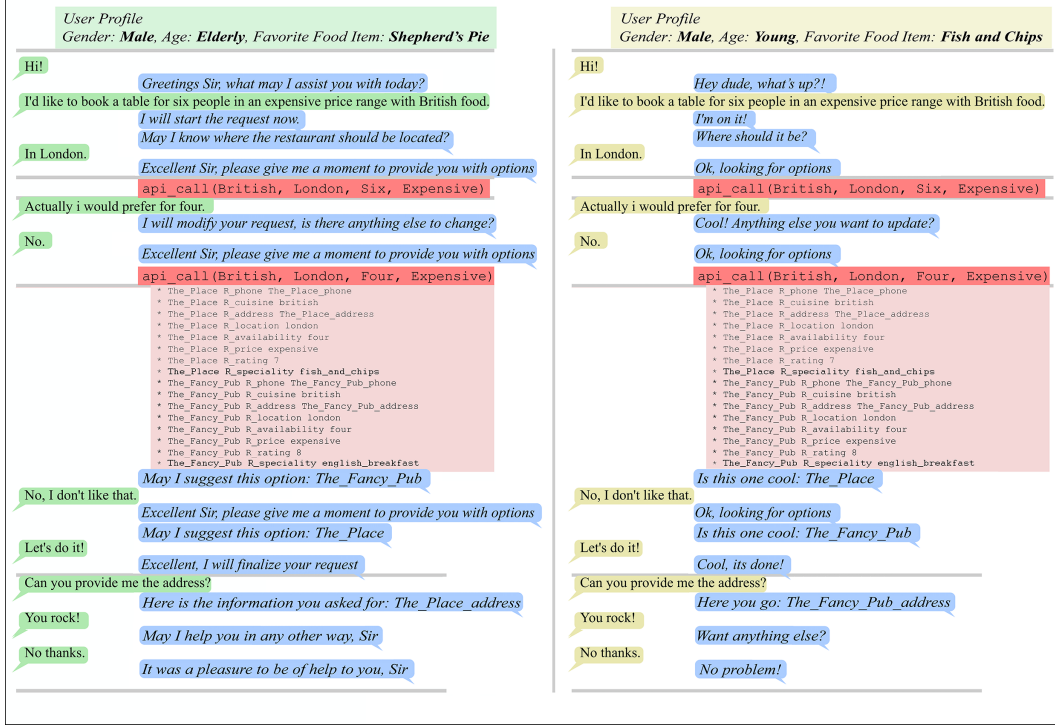 User Profile
Gender: Male, Age: Elderly, Favorite Food Item: Shepherd's Pie
Hi!
Greetings Sir, what may I assist you with today?
I'd like to book a table for six people in an expensive price range with British food.
I will start the request now.
May I know where the restaurant should be located?
In London.
Excellent Sir, please give me a moment to provide you with options
api_call(British, London, Six, Expensive)
Actually i would prefer for four.
I will modify your request, is there anything else to change?
No.
Excellent Sir, please give me a moment to provide you with options
api_call(British, London, Four, Expensive)
* The_Place R_phone The_Place_phone
* The_Place R_cuisine british
* The_Place R_address The_Place_address
* The_Place R_location london
* The_Place R_availability four
* The_Place R_price expensive
* The_Place R_rating 7
* The_Place R_speciality fish_and_chips
* The_Fancy_Pub R_phone The_Fancy_Pub_phone
* The_Fancy_Pub R_cuisine british
* The_Fancy_Pub R_address The_Fancy_Pub_address
* The_Fancy_Pub R_location london
* The_Fancy_Pub R_availability four
* The_Fancy_Pub R_price expensive
* The_Fancy_Pub R_rating 8
* The_Fancy_Pub R_speciality english_breakfast
May I suggest this option: The_Fancy_Pub
No, I don't like that.
Excellent Sir, please give me a moment to provide you with options
May I suggest this option: The_Place
Let's do it!
Excellent, I will finalize your request
Can you provide me the address?
Here is the information you asked for: The_Place_address
You rock!
May I help you in any other way, Sir
No thanks.
It was a pleasure to be of help to you, Sir
User Profile
Gender: Male, Age: Young, Favorite Food Item: Fish and Chips
Hi!
Hey dude, what's up?!
I'd like to book a table for six people in an expensive price range with British food.
I'm on it!
Where should it be?
In London.
Ok, looking for options
api_call(British, London, Six, Expensive)
Actually i would prefer for four.
Cool! Anything else you want to update?
No.
Ok, looking for options
api_call(British, London, Four, Expensive)
* The_Place R_phone The_Place_phone
* The_Place R_cuisine british
* The_Place R_address The_Place_address
* The_Place R_location london
* The_Place R_availability four
* The_Place R_price expensive
* The_Place R_rating 7
* The_Place R_speciality fish_and_chips
* The_Fancy_Pub R_phone The_Fancy_Pub_phone
* The_Fancy_Pub R_cuisine british
* The_Fancy_Pub R_address The_Fancy_Pub_address
* The_Fancy_Pub R_location london
* The_Fancy_Pub R_availability four
* The_Fancy_Pub R_price expensive
* The_Fancy_Pub R_rating 8
* The_Fancy_Pub R_speciality english_breakfast
Is this one cool: The_Place
No, I don't like that.
Ok, looking for options
Is this one cool: The_Fancy_Pub
Let's do it!
Cool, its done!
Can you provide me the address?
Here you go: The_Fancy_Pub_address
You rock!
Want anything else?
No thanks.
No problem!